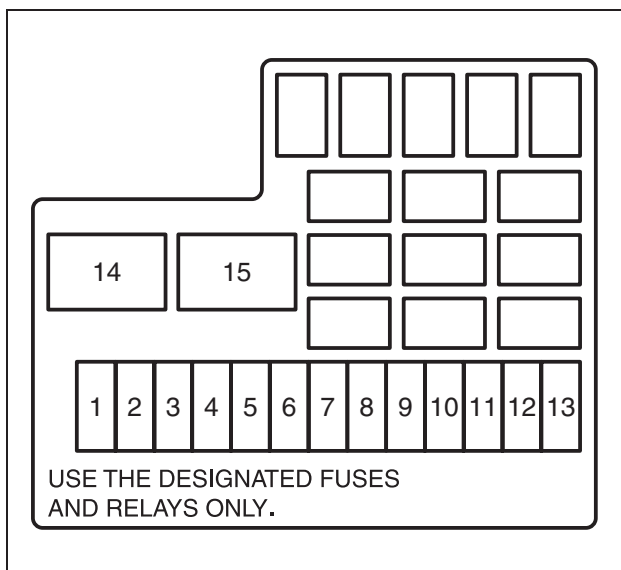 14 15
1 2 3 4 5 6 7 8 9 10 11 12 13
USE THE DESIGNATED FUSES
AND RELAYS ONLY.